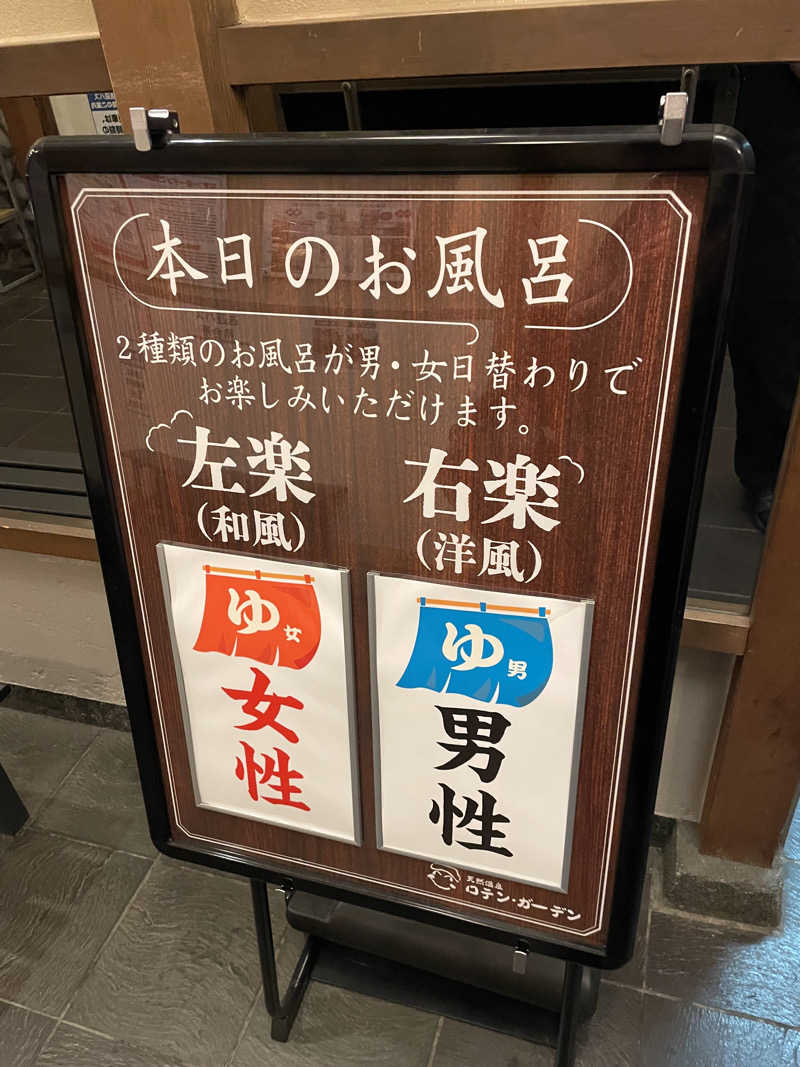 本日のお風呂
2種類のお風呂が男・女日替わりで
お楽しみいただけます。
左楽
(和風)
右楽
(洋風)
ゆ
女
女性
ゆ
男
男性
天然温泉
ロテン・ガーデン